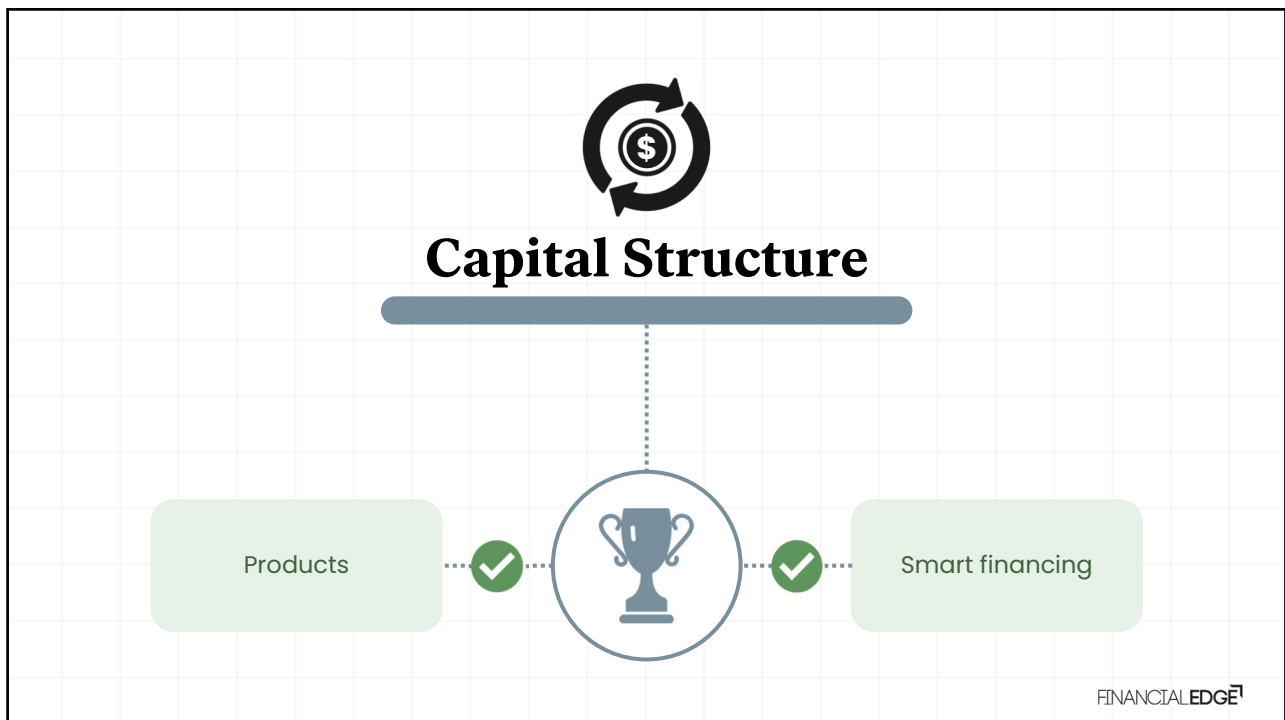 $
Capital Structure
Products
Smart financing
FINANCIALEDGE